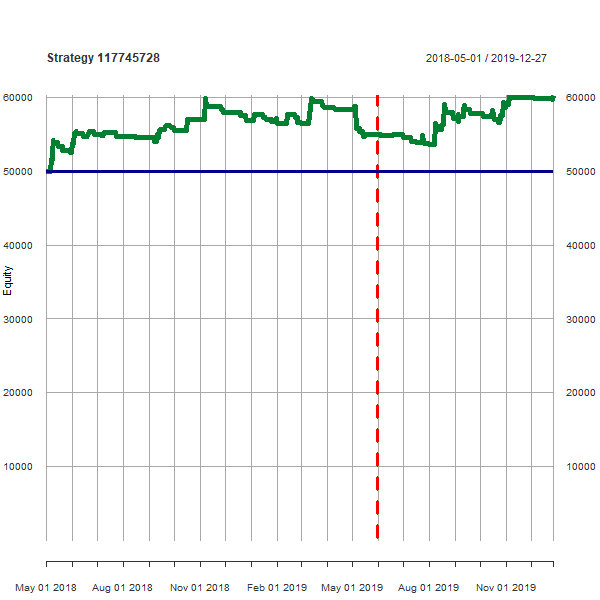 Strategy 117745728
2018-05-01 / 2019-12-27
60000
60000
50000
50000
40000
40000
30000
30000
20000
20000
10000
10000
Equity
May 01 2018
Aug 01 2018
Nov 01 2018
Feb 01 2019
May 01 2019
Aug 01 2019
Nov 01 2019